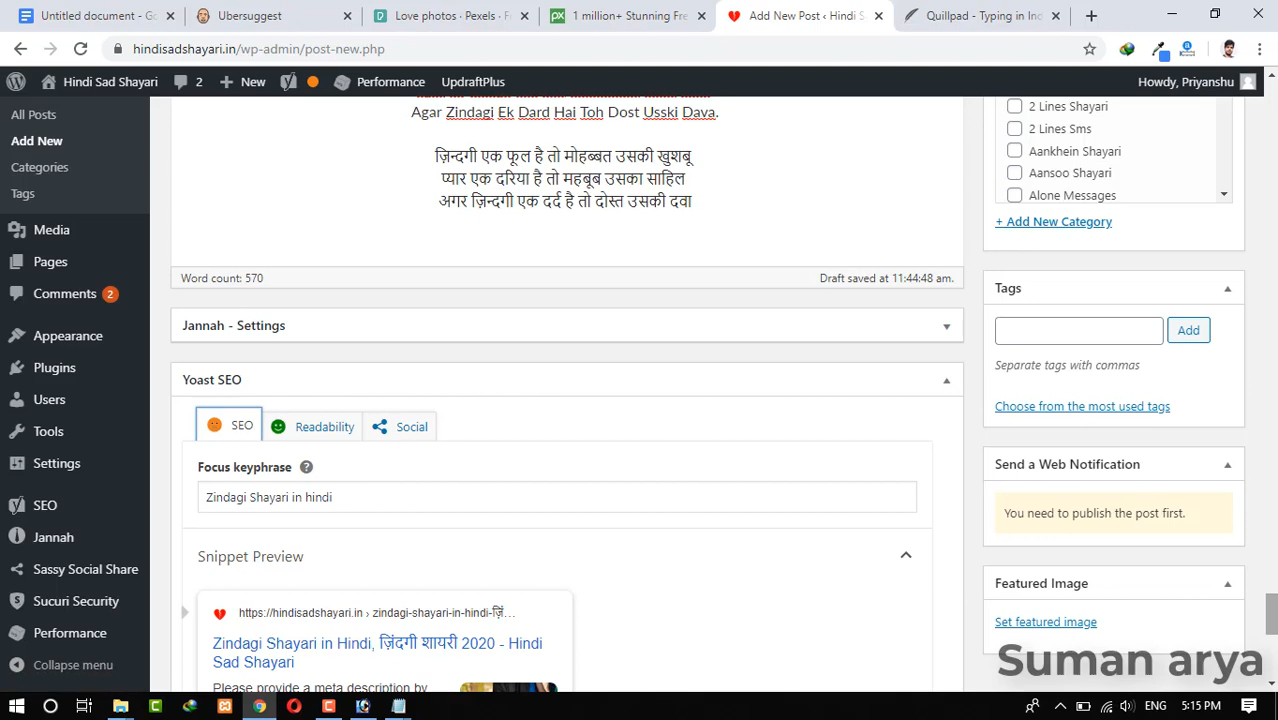 Untitled document - Go
Ubersuggest
Love photos · Pexels · F
1 million+ Stunning Fre
Add New Post ‹ Hindi S
Quillpad - Typing in Ind
hindisadshayari.in/wp-admin/post-new.php
Hindi Sad Shayari
2
New
Performance
UpdraftPlus
Howdy, Priyanshu
All Posts
Add New
Categories
Tags
Media
Pages
Comments 2
Appearance
Plugins
Users
Tools
Settings
SEO
Jannah
Sassy Social Share
Sucuri Security
Performance
Collapse menu
Agar Zindagi Ek Dard Hai Toh Dost Usski Dava.
ज़िन्दगी एक फूल है तो मोहब्बत उसकी खुशबू
प्यार एक दरिया है तो महबूब उसका साहिल
अगर ज़िन्दगी एक दर्द है तो दोस्त उसकी दवा
Word count: 570
Draft saved at 11:44:48 am.
Jannah - Settings
Yoast SEO
SEO
Readability
Social
Focus keyphrase ?
Zindagi Shayari in hindi
Snippet Preview
https://hindisadshayari.in › zindagi-shayari-in-hindi-ज़िं...
Zindagi Shayari in Hindi, ज़िंदगी शायरी 2020 - Hindi
Sad Shayari
Please provide a meta description by
2 Lines Shayari
2 Lines Sms
Aankhein Shayari
Aansoo Shayari
Alone Messages
+ Add New Category
Tags
Add
Separate tags with commas
Choose from the most used tags
Send a Web Notification
You need to publish the post first.
Featured Image
Set featured image
Suman arya
ENG
5:15 PM